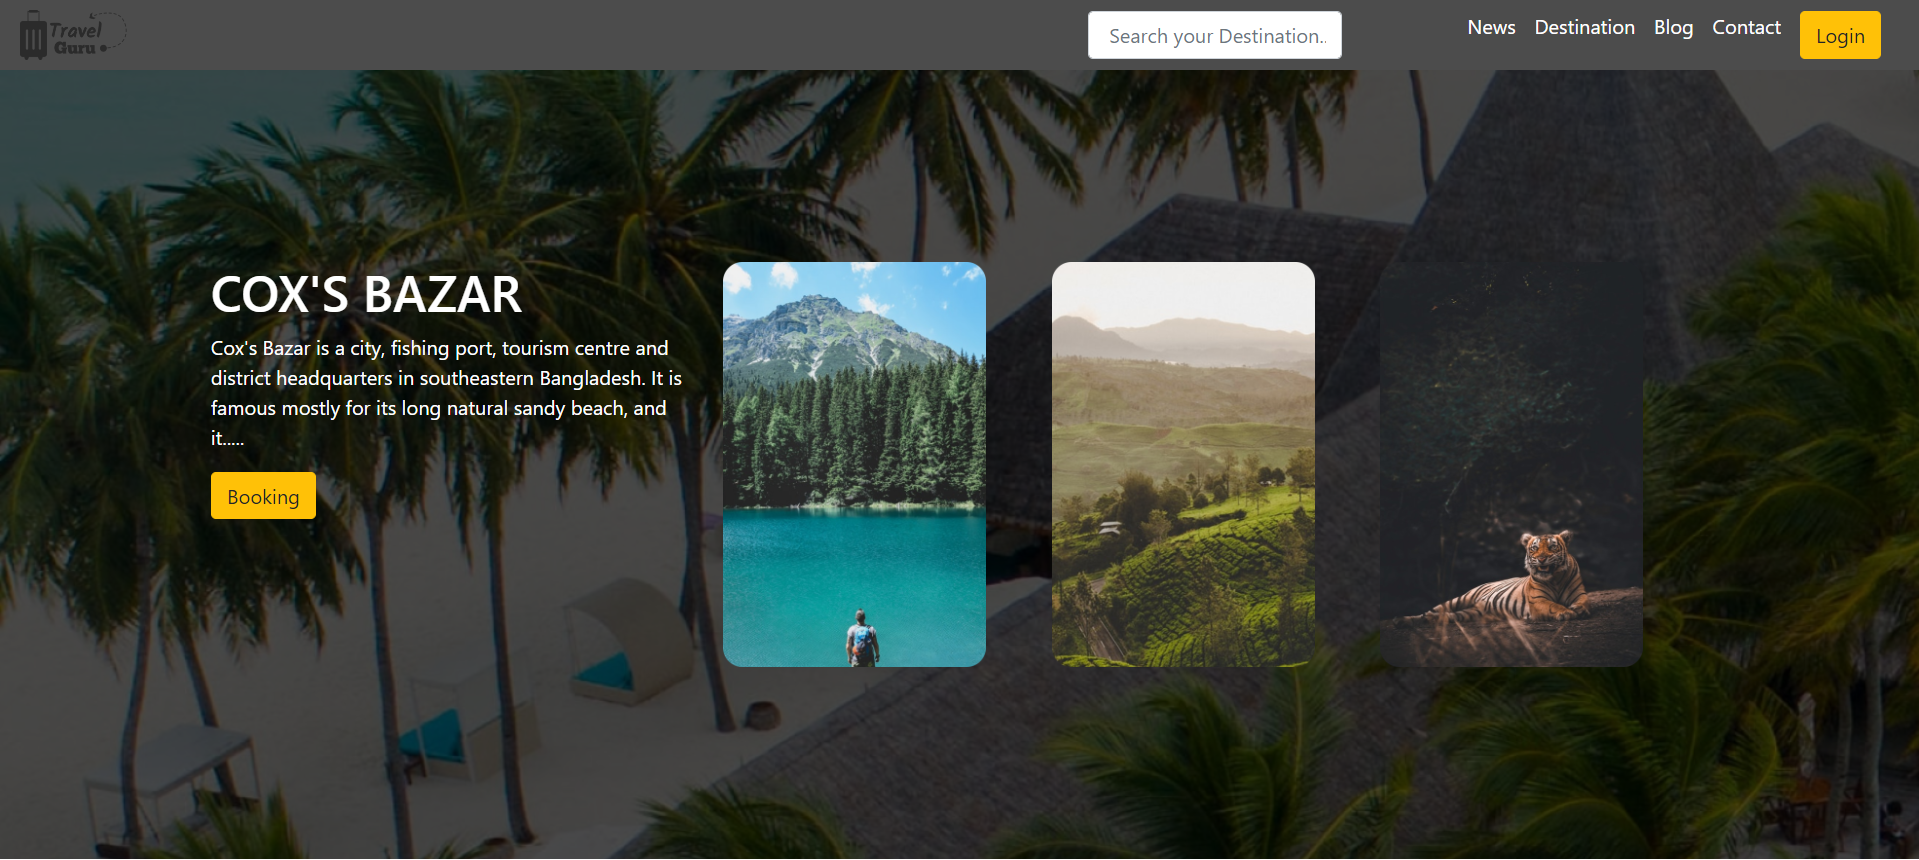 Travel
Guru
Search your Destination..
News
Destination
Blog
Contact
Login
COX'S BAZAR
Cox's Bazar is a city, fishing port, tourism centre and
district headquarters in southeastern Bangladesh. It is
famous mostly for its long natural sandy beach, and
it.....
Booking